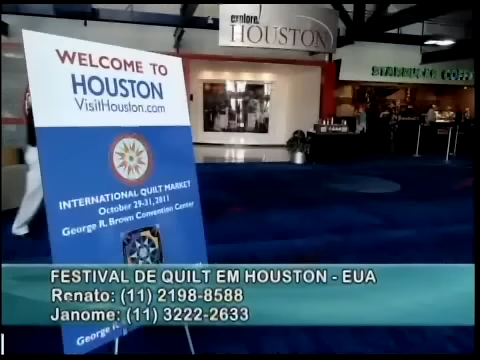 explore
HOUSTON
STARBUCKS COFFEE
WELCOME TO
HOUSTON
VisitHouston.com
INTERNATIONAL QUILT MARKET
October 29-31, 2011
George R. Brown Convention Center
FESTIVAL DE QUILT EM HOUSTON - EUA
Renato: (11) 2198-8588
Janome: (11) 3222-2633
George R.